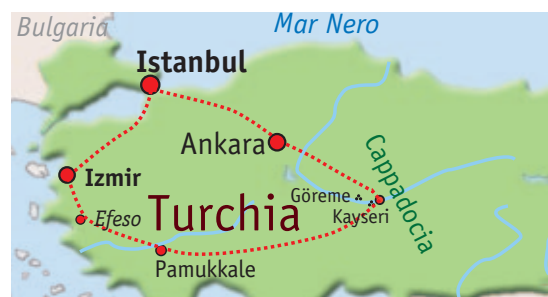 Bulgaria
Mar Nero
Istanbul
Ankara
Cappadocia
Izmir
Göreme
Kayseri
Efeso
Turchia
Pamukkale